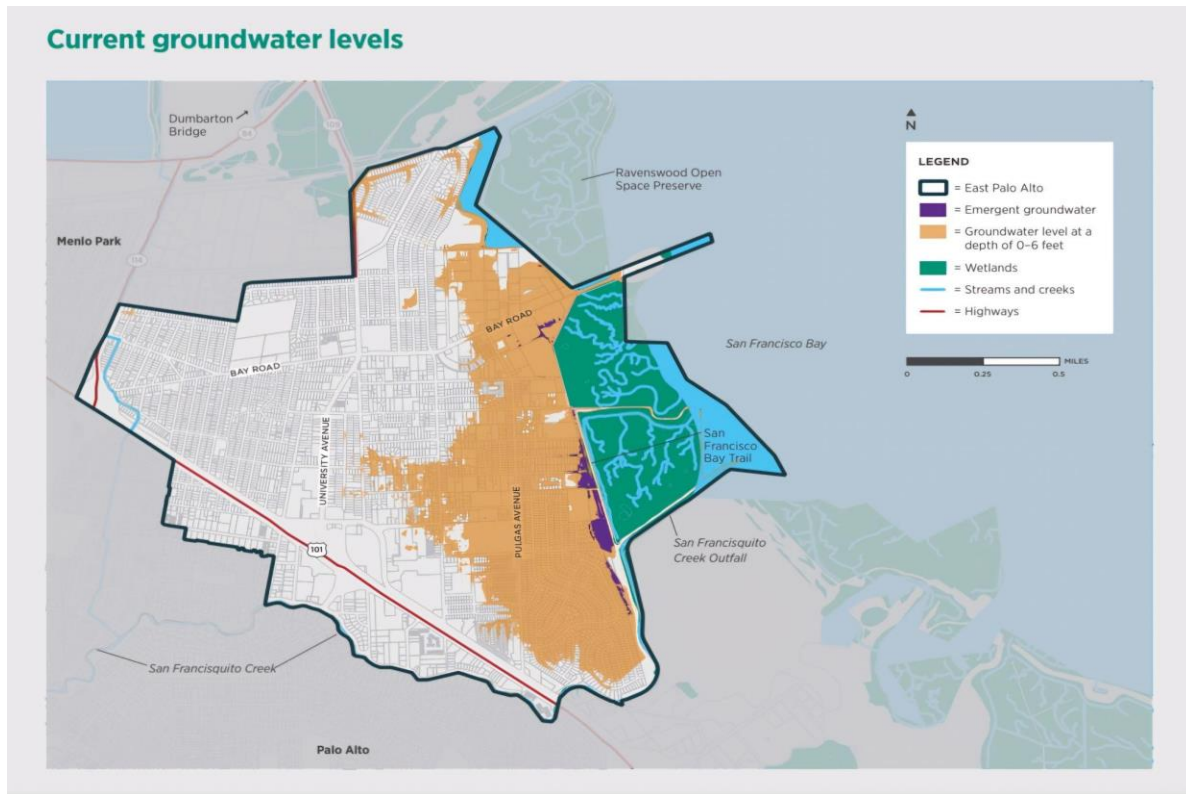 Current groundwater levels
Dumbarton
Bridge
84
109
Ravenswood Open
Space Preserve
N
LEGEND
= East Palo Alto
= Emergent groundwater
= Groundwater level at a
depth of 0–6 feet
= Wetlands
= Streams and creeks
= Highways
MILES
0
0.25
0.5
Menlo Park
114
BAY ROAD
BAY ROAD
San Francisco Bay
UNIVERSITY AVENUE
PULGAS AVENUE
San
Francisco
Bay Trail
101
San Francisquito
Creek Outfall
San Francisquito Creek
Palo Alto